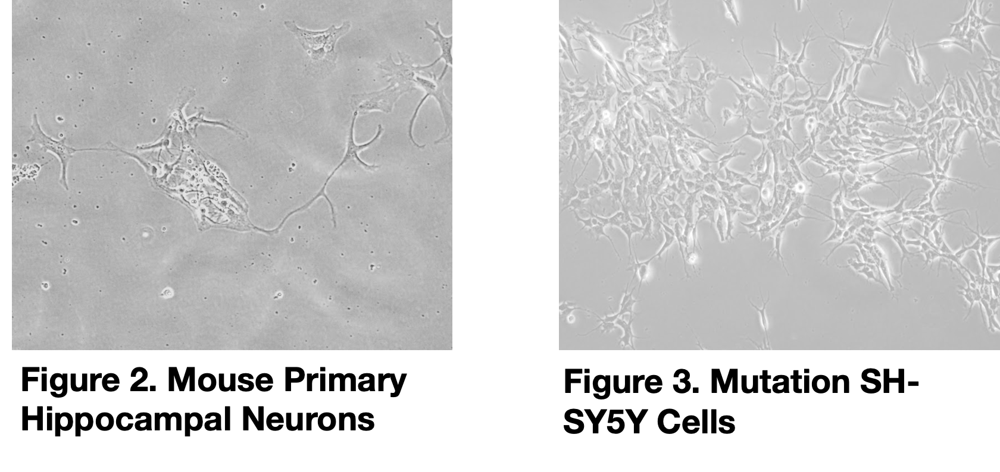 Figure 2. Mouse Primary
Hippocampal Neurons
Figure 3. Mutation SH-
SY5Y Cells